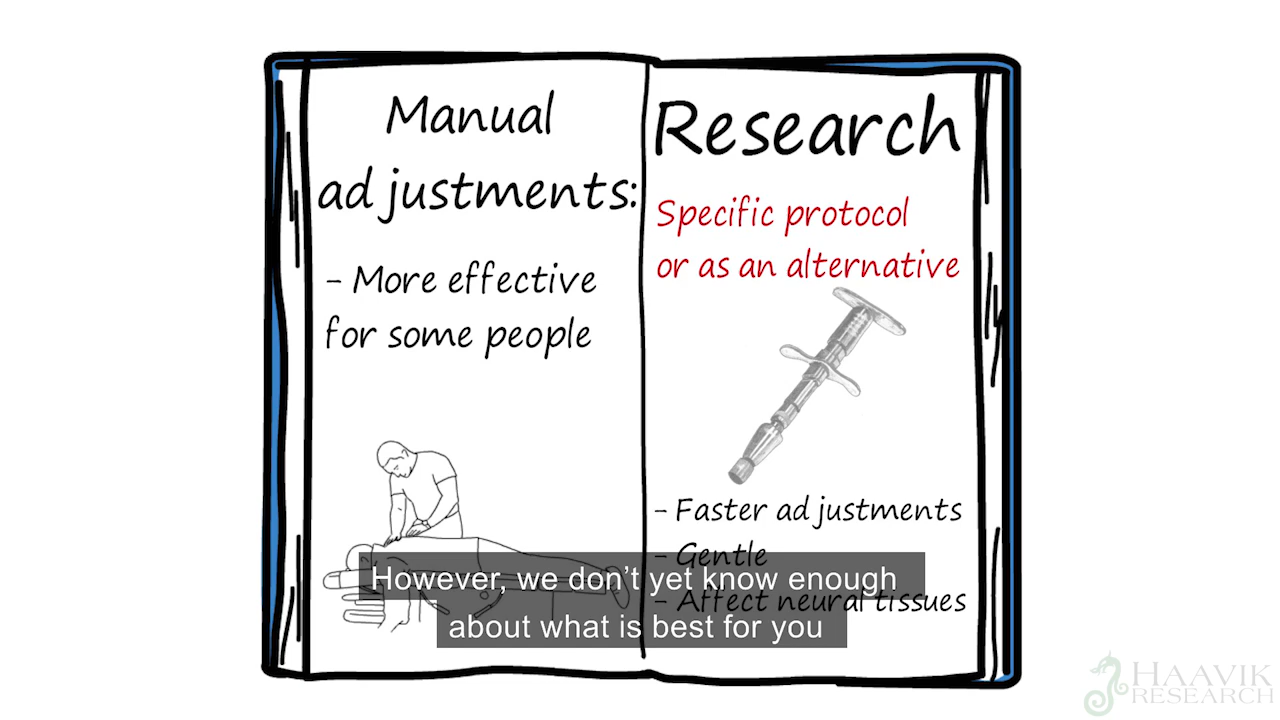 Manual
adjustments:
- More effective
for some people
Research
Specific protocol
or as an alternative
- Faster adjustments
- Gentle
- Affect neural tissues
However, we don't yet know enough
about what is best for you
HAAVIK
RESEARCH